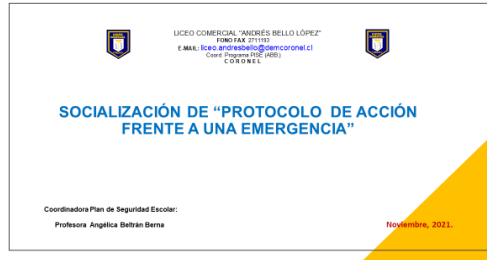 LICEO COMERCIAL "ANDRÉS BELLO LÓPEZ"
FONO FAX 2711193
E-MAIL: liceo.andresbello@demcoronel.cl
Coord. Programa PISE (ABBL)
C O R O N E L
SOCIALIZACIÓN DE “PROTOCOLO DE ACCIÓN
FRENTE A UNA EMERGENCIA”
Coordinadora Plan de Seguridad Escolar:
Profesora Angélica Beltrán Berna
Noviembre, 2021.